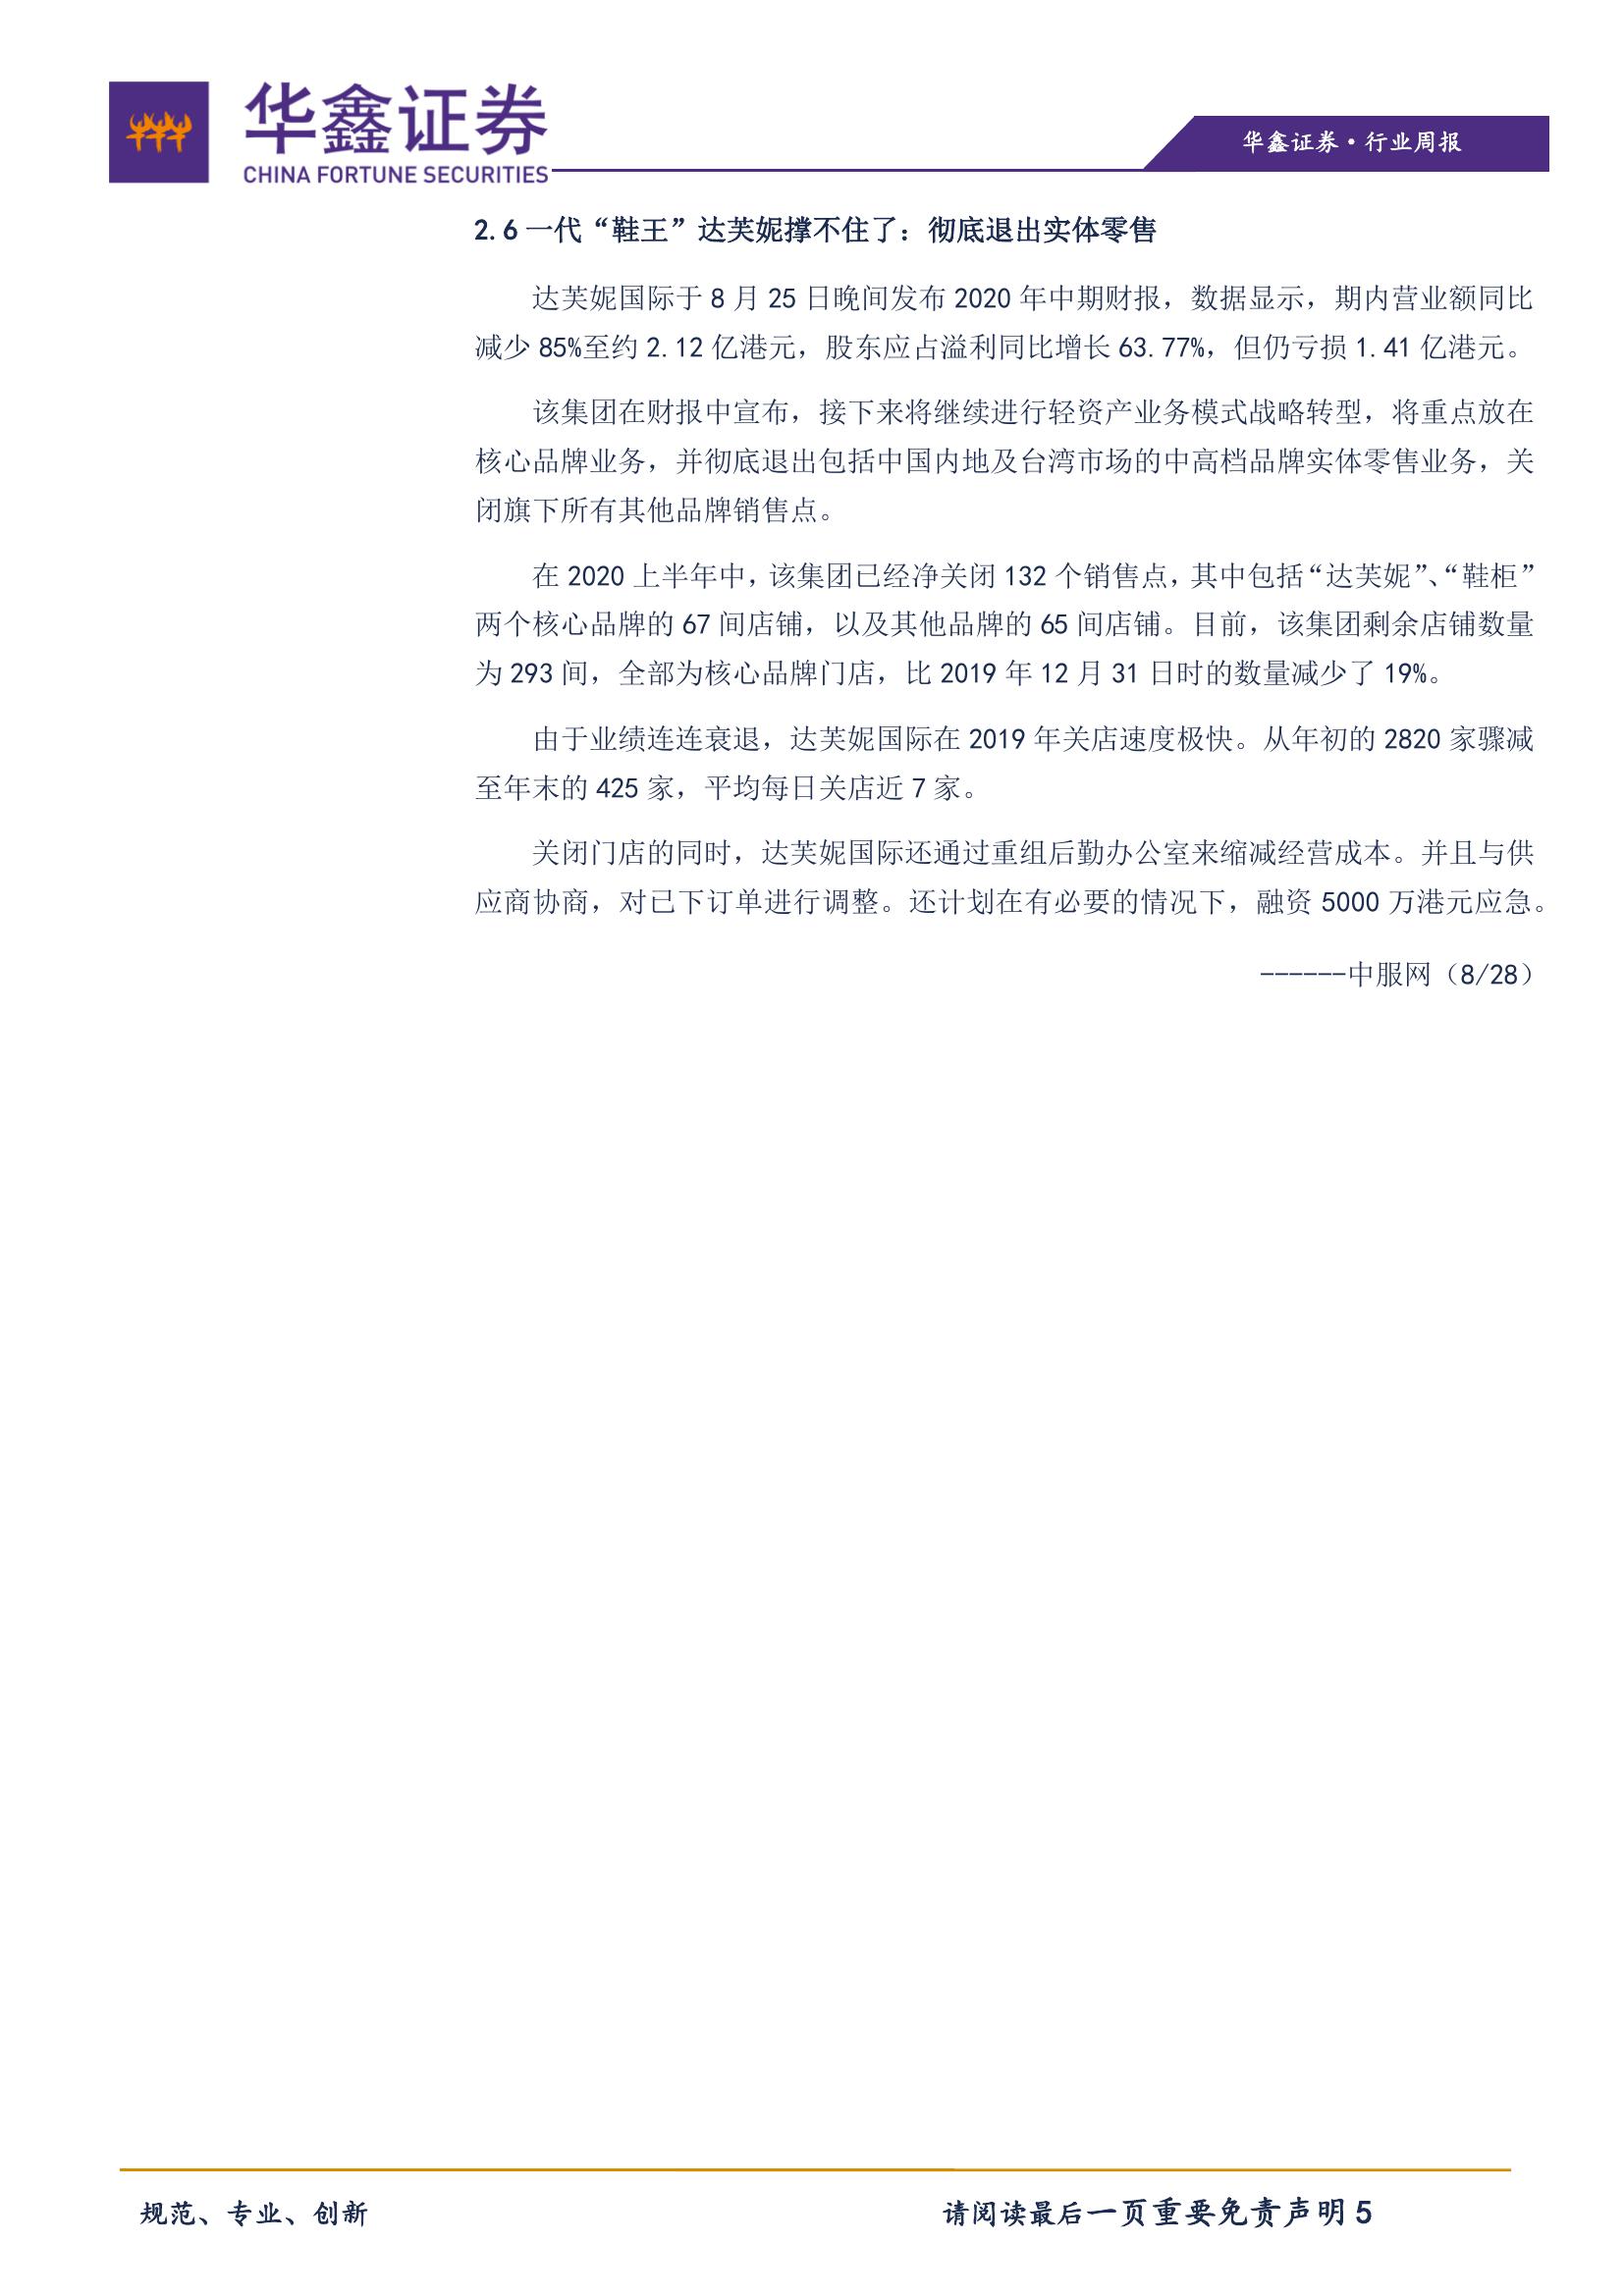 华鑫证券
CHINA FORTUNE SECURITIES
华鑫证券·行业周报
2.6 一代“鞋王”达芙妮撑不住了：彻底退出实体零售
达芙妮国际于 8 月 25 日晚间发布 2020 年中期财报，数据显示，期内营业额同比
减少 85%至约 2.12 亿港元，股东应占溢利同比增长 63.77%，但仍亏损 1.41 亿港元。
该集团在财报中宣布，接下来将继续进行轻资产业务模式战略转型，将重点放在
核心品牌业务，并彻底退出包括中国内地及台湾市场的中高档品牌实体零售业务，关
闭旗下所有其他品牌销售点。
在 2020 上半年中，该集团已经净关闭 132 个销售点，其中包括“达芙妮”、“鞋柜”
两个核心品牌的 67 间店铺，以及其他品牌的 65 间店铺。目前，该集团剩余店铺数量
为 293 间，全部为核心品牌门店，比 2019 年 12 月 31 日时的数量减少了 19%。
由于业绩连连衰退，达芙妮国际在 2019 年关店速度极快。从年初的 2820 家骤减
至年末的 425 家，平均每日关店近 7 家。
关闭门店的同时，达芙妮国际还通过重组后勤办公室来缩减经营成本。并且与供
应商协商，对已下订单进行调整。还计划在有必要的情况下，融资 5000 万港元应急。
------中服网（8/28）
规范、专业、创新
请阅读最后一页重要免责声明 5